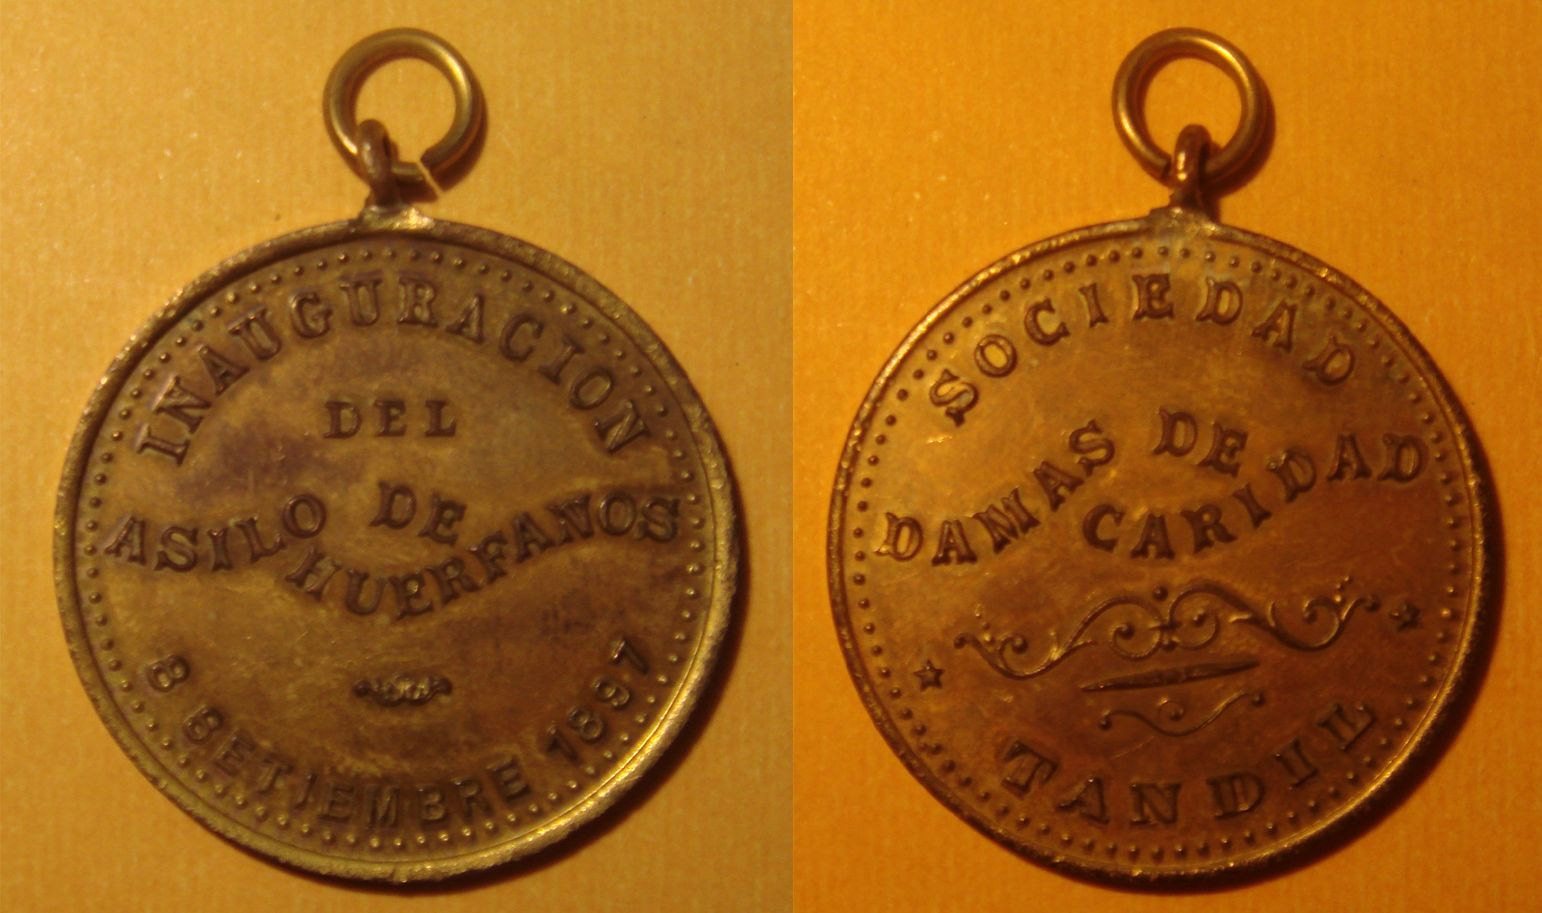 INAUGURACION
DEL
ASILO DE HUERFANOS
8 SETIEMBRE 1897
SOCIEDAD
DAMAS DE CARIDAD
TANDIL